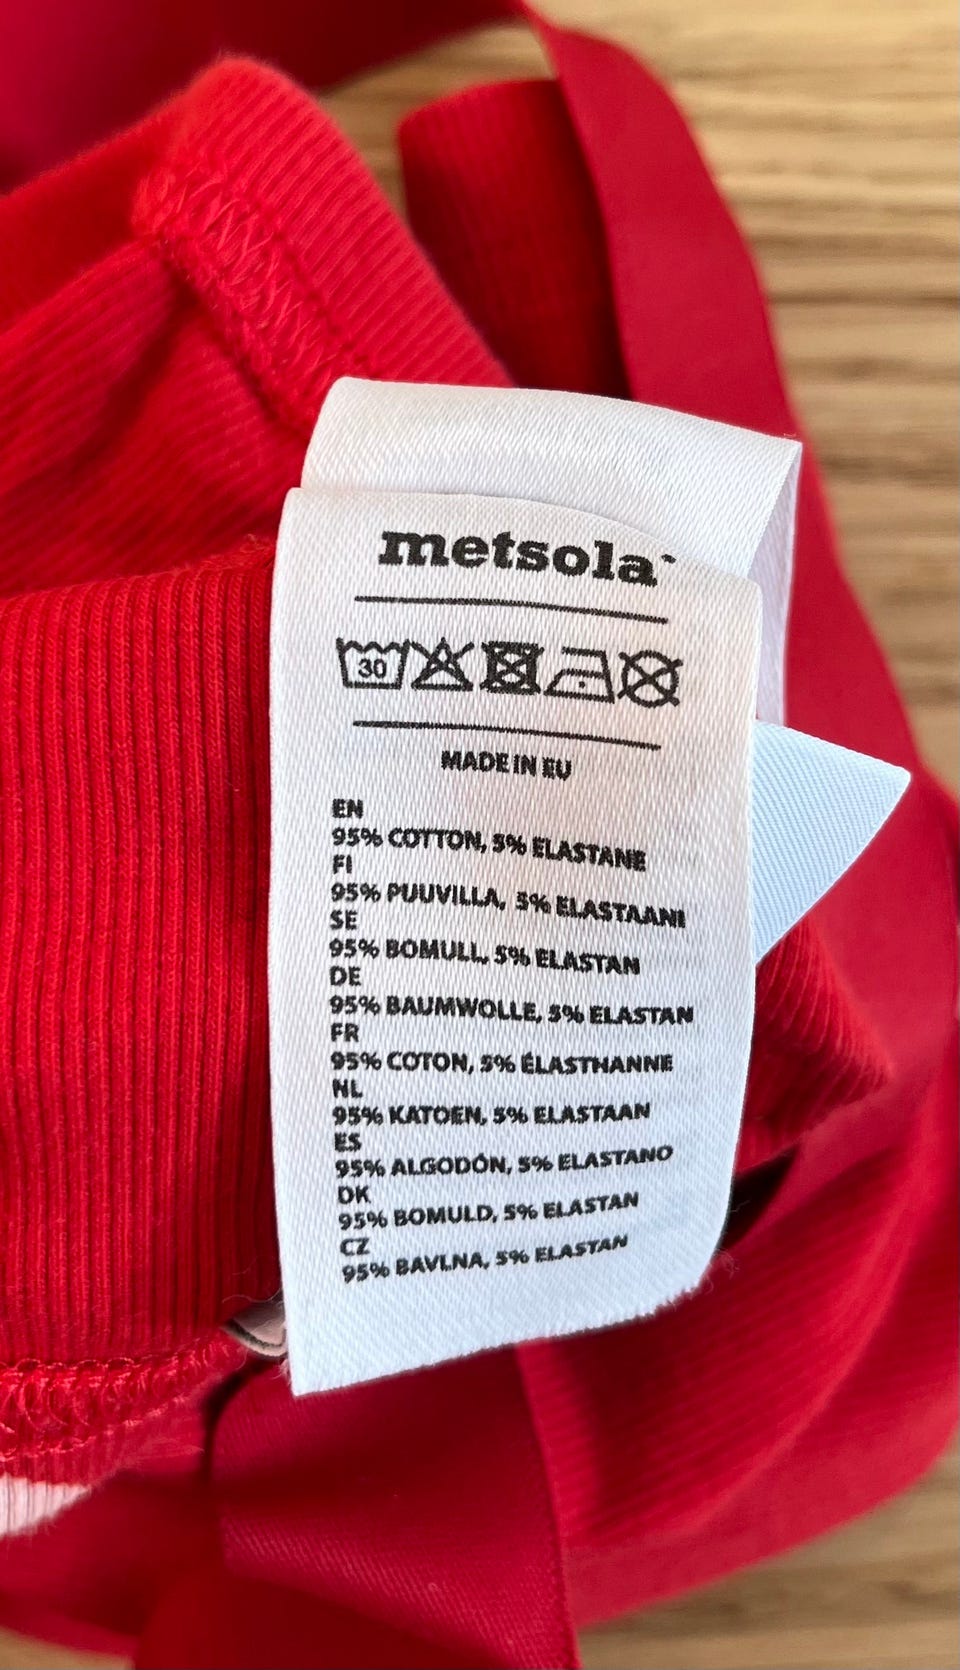 metsola
30
MADE IN EU
EN
95% COTTON, 5% ELASTANE
FI
95% PUUVILLA, 5% ELASTAANI
SE
95% BOMULL, 5% ELASTAN
DE
95% BAUMWOLLE, 5% ELASTAN
FR
95% COTON, 5% ÉLASTHANNE
NL
95% KATOEN, 5% ELASTAAN
ES
95% ALGODÓN, 5% ELASTANO
DK
95% BOMULD, 5% ELASTAN
CZ
95% BAVLNA, 5% ELASTAN